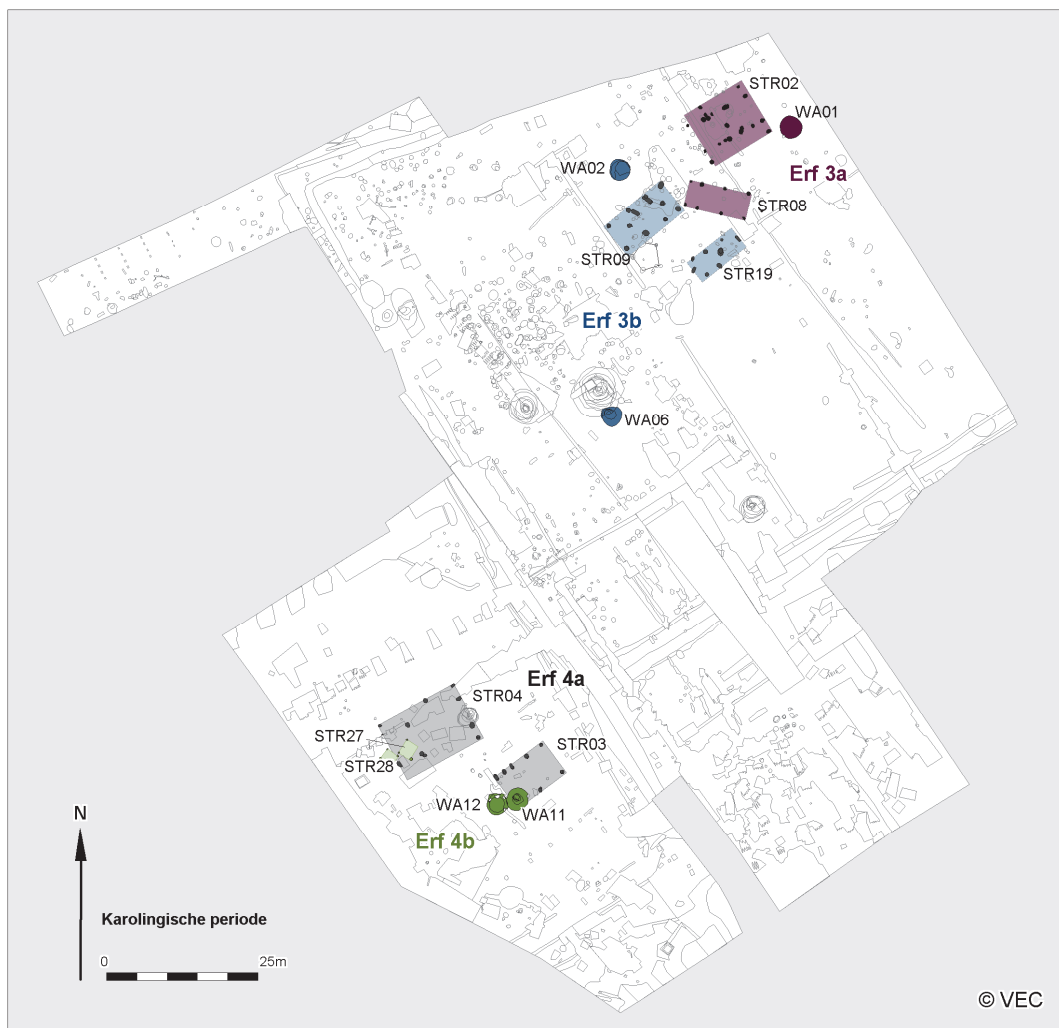 STR02
WA01
WA02
Erf 3a
STR08
STR09
STR19
Erf 3b
WA06
Erf 4a
STR04
STR27
STR03
STR28
WA12
WA11
Erf 4b
N
Karolingische periode
0 25m
© VEC